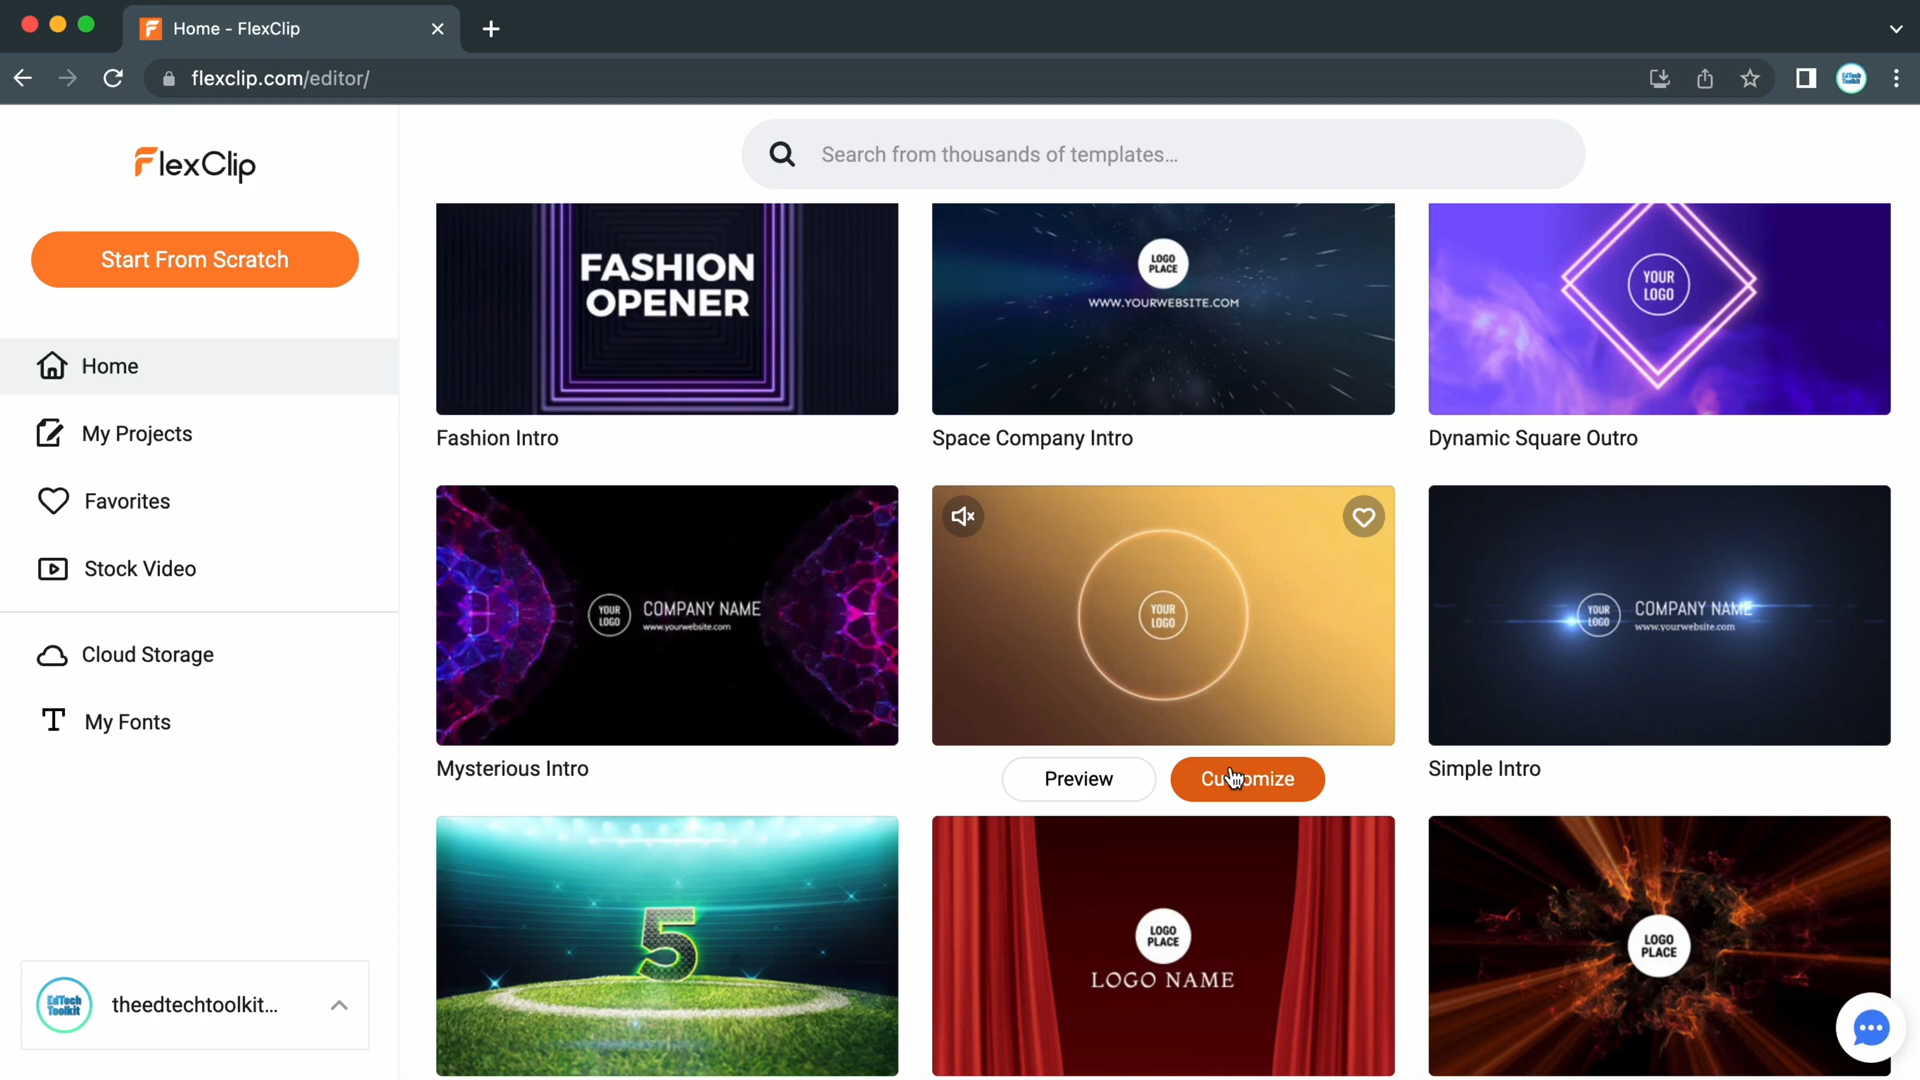 Home - FlexClip
flexclip.com/editor/
FlexClip
Search from thousands of templates...
Start From Scratch
Home
My Projects
Favorites
Stock Video
Cloud Storage
My Fonts
theedtechtoolkit...
EdTech
Toolkit
FASHION
OPENER
Fashion Intro
LOGO
PLACE
WWW.YOURWEBSITE.COM
Space Company Intro
YOUR
LOGO
Dynamic Square Outro
YOUR
LOGO
COMPANY NAME
www.yourwebsite.com
Mysterious Intro
YOUR
LOGO
Preview
Customize
YOUR
LOGO
COMPANY NAME
www.yourwebsite.com
Simple Intro
5
LOGO
PLACE
LOGO NAME
LOGO
PLACE